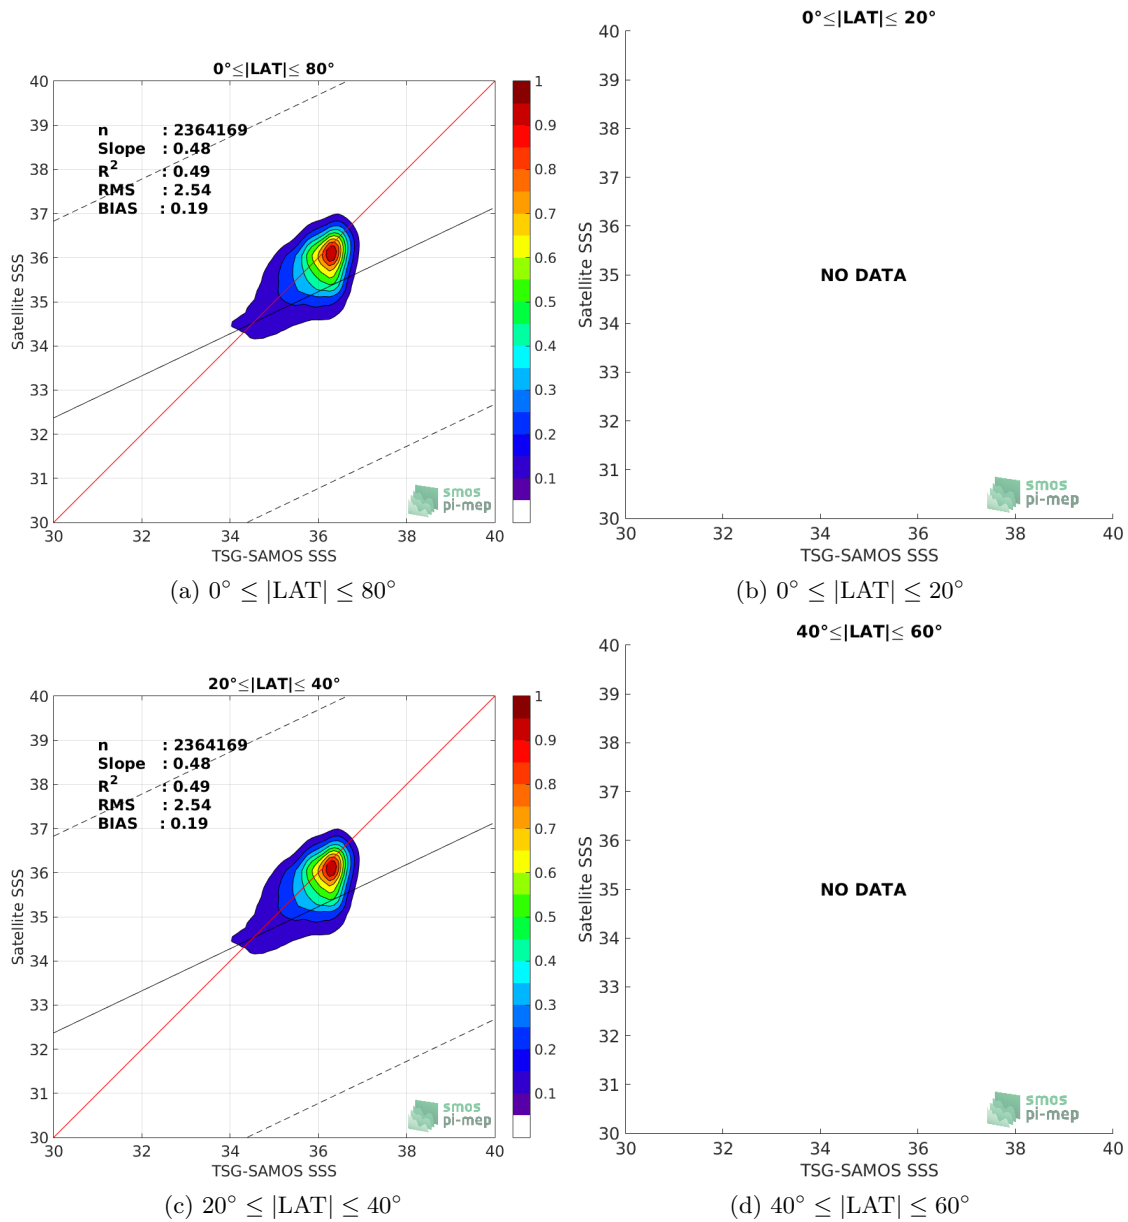 0°≤|LAT|≤ 80°
40
39
38
37
36
35
34
33
32
31
30
Satellite SSS
n : 2364169
Slope : 0.48
R² : 0.49
RMS : 2.54
BIAS : 0.19
1
0.9
0.8
0.7
0.6
0.5
0.4
0.3
0.2
0.1
smos
pi-mep
30 32 34 36 38 40
TSG-SAMOS SSS
(a) 0° ≤ |LAT| ≤ 80°
0°≤|LAT|≤ 20°
40
39
38
37
36
35
34
33
32
31
30
Satellite SSS
NO DATA
smos
pi-mep
30 32 34 36 38 40
TSG-SAMOS SSS
(b) 0° ≤ |LAT| ≤ 20°
20°≤|LAT|≤ 40°
40
39
38
37
36
35
34
33
32
31
30
Satellite SSS
n : 2364169
Slope : 0.48
R² : 0.49
RMS : 2.54
BIAS : 0.19
1
0.9
0.8
0.7
0.6
0.5
0.4
0.3
0.2
0.1
smos
pi-mep
30 32 34 36 38 40
TSG-SAMOS SSS
(c) 20° ≤ |LAT| ≤ 40°
40°≤|LAT|≤ 60°
40
39
38
37
36
35
34
33
32
31
30
Satellite SSS
NO DATA
smos
pi-mep
30 32 34 36 38 40
TSG-SAMOS SSS
(d) 40° ≤ |LAT| ≤ 60°